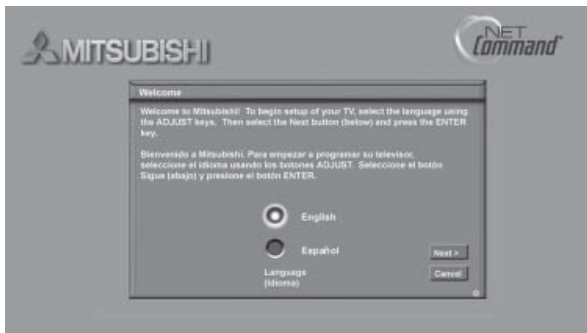 MITSUBISHI
NET
Command
Welcome
Welcome to Mitsubishi! To begin setup of your TV, select the language using
the ADJUST keys. Then select the Next button (below) and press the ENTER
key.
Bienvenido a Mitsubishi. Para empezar a programar su televisor,
seleccione el idioma usando los botones ADJUST. Seleccione el botón
Sigue (abajo) y presione el botón ENTER.
English
Español
Language
(Idioma)
Next >
Cancel